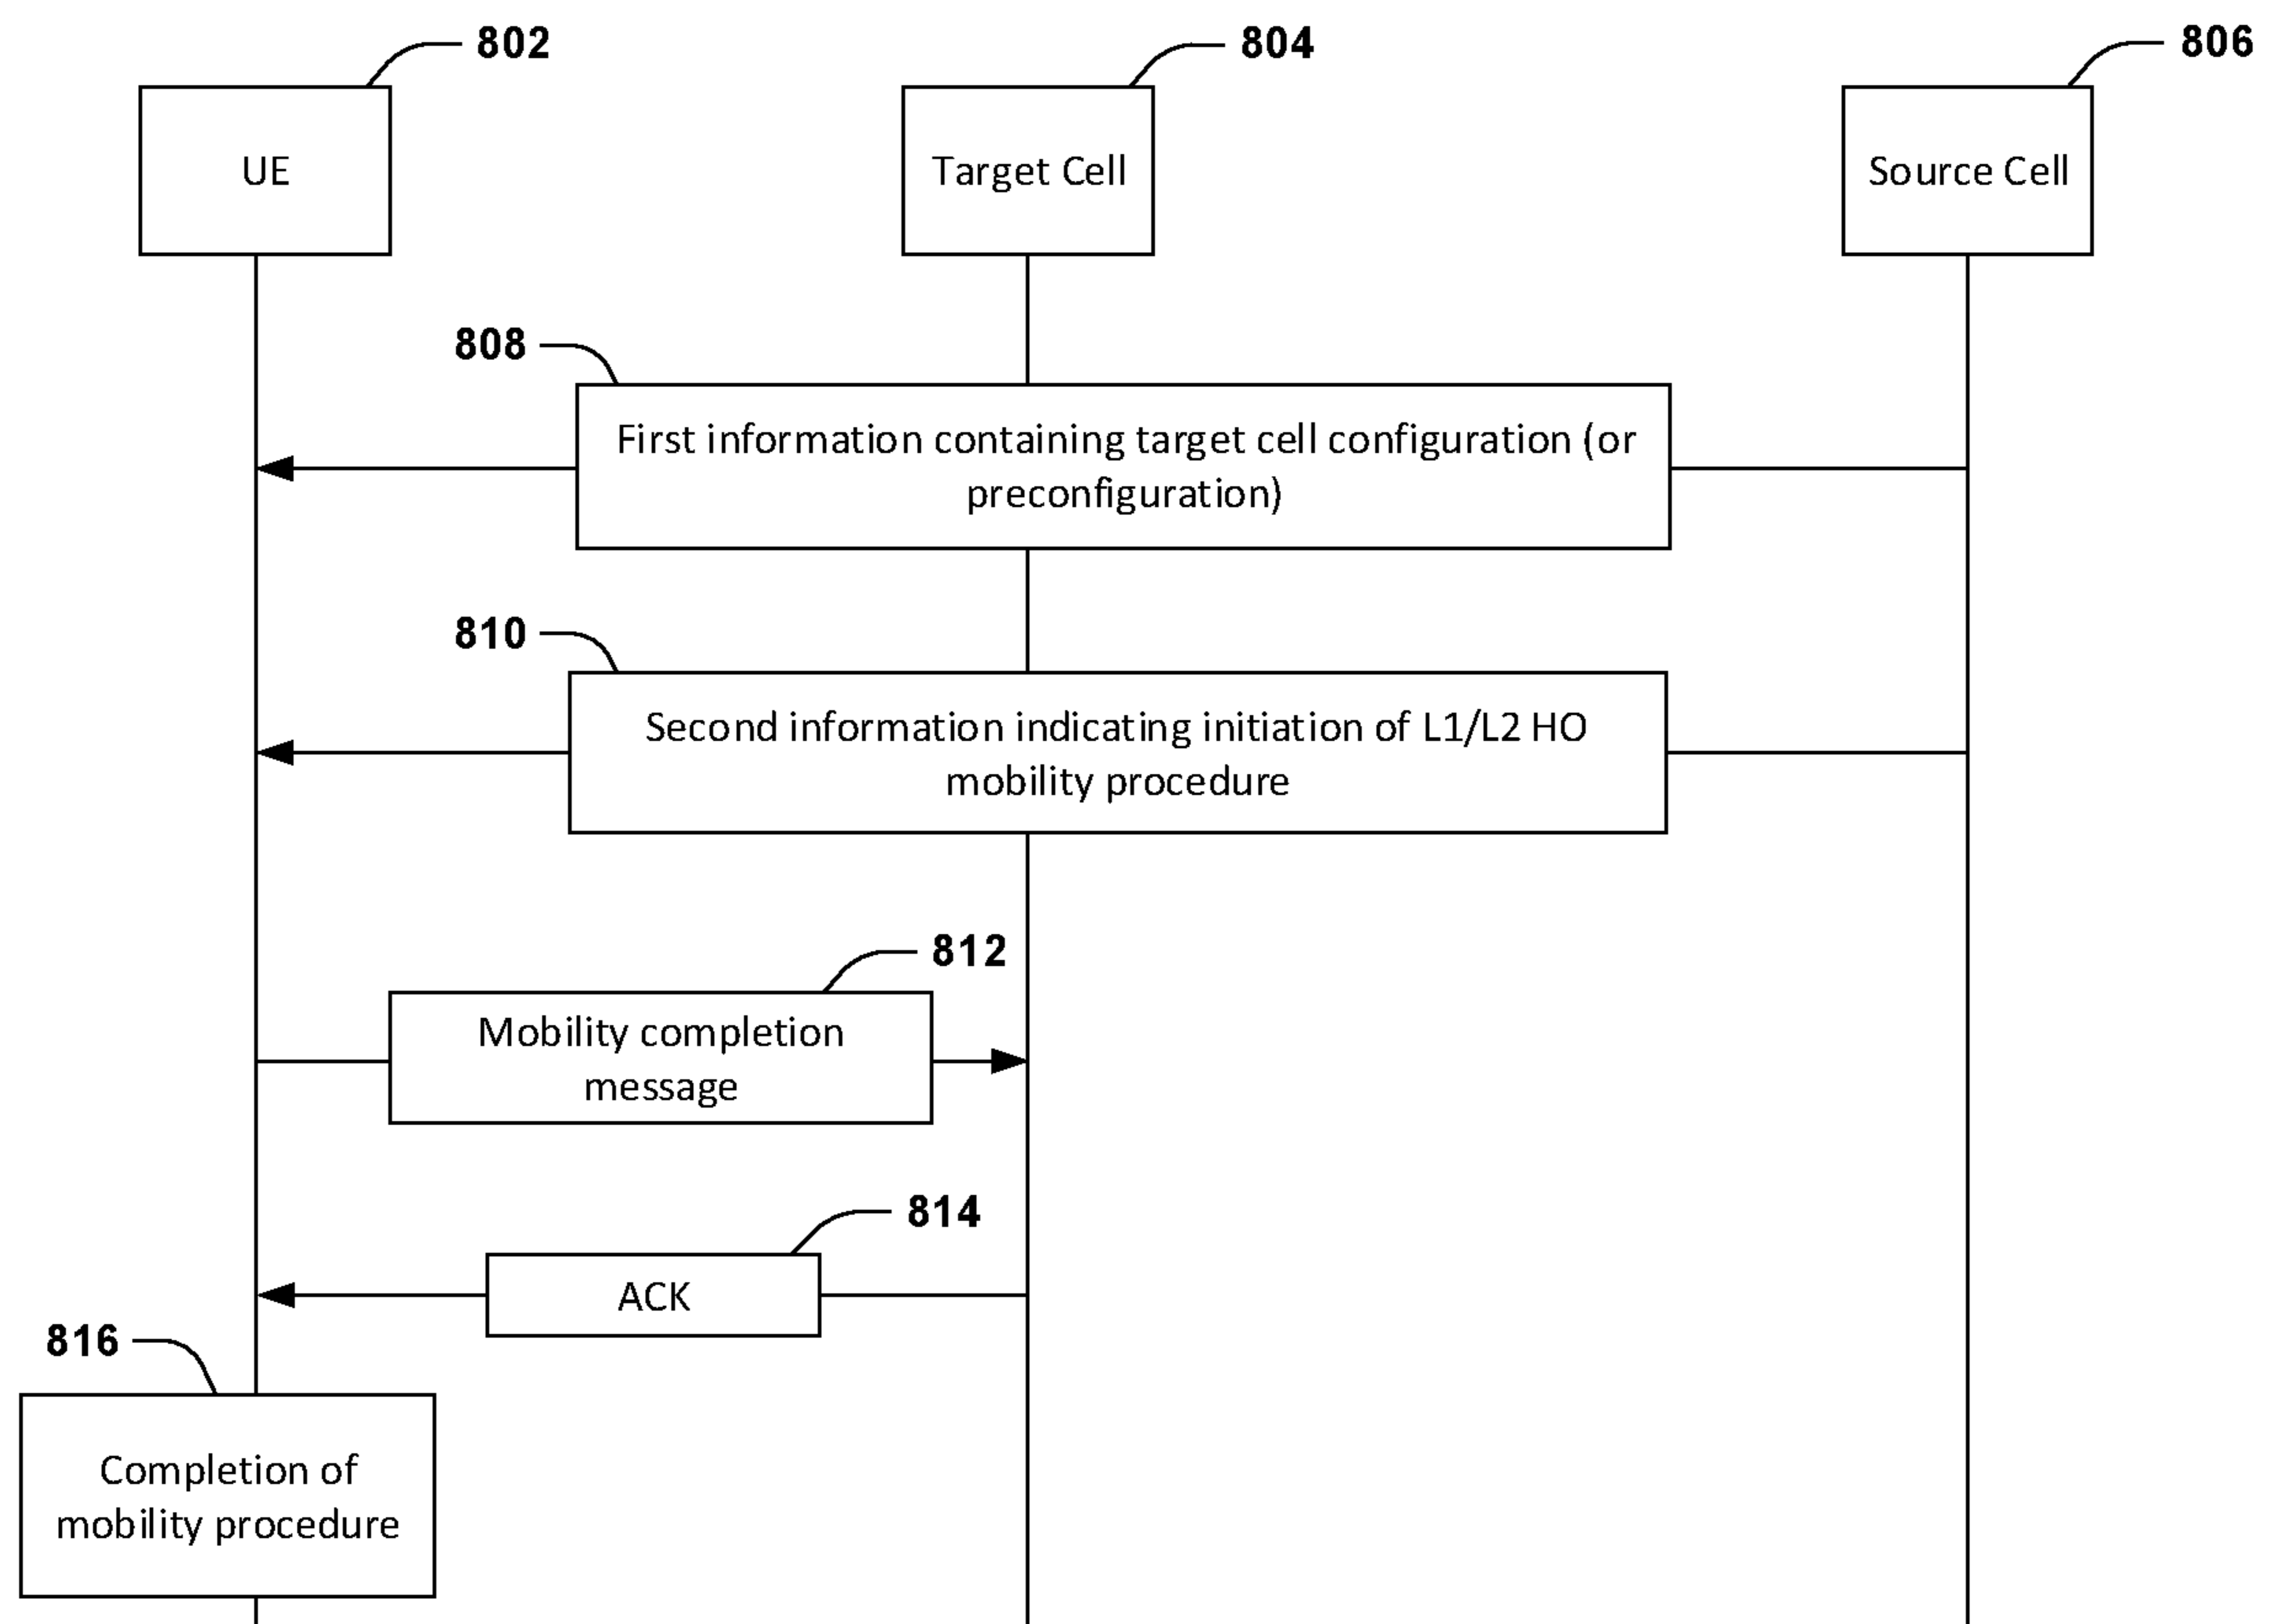 802
804
806
UE
Target Cell
Source Cell
808
First information containing target cell configuration (or
preconfiguration)
810
Second information indicating initiation of L1/L2 HO
mobility procedure
812
Mobility completion
message
814
ACK
816
Completion of
mobility procedure